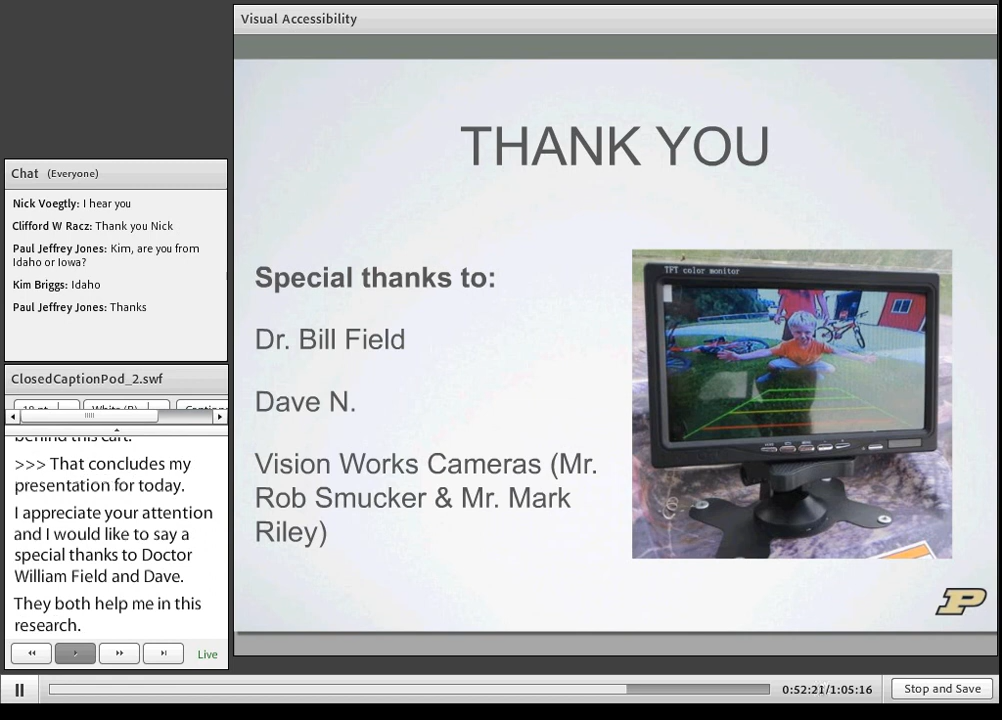 Visual Accessibility
THANK YOU
Special thanks to:
Dr. Bill Field
Dave N.
Vision Works Cameras (Mr.
Rob Smucker & Mr. Mark
Riley)
TFT color monitor
P
Chat (Everyone)
Nick Voegtly: I hear you
Clifford W Racz: Thank you Nick
Paul Jeffrey Jones: Kim, are you from
Idaho or Iowa?
Kim Briggs: Idaho
Paul Jeffrey Jones: Thanks
ClosedCaptionPod_2.swf
behind this cart.
>>> That concludes my
presentation for today.
I appreciate your attention
and I would like to say a
special thanks to Doctor
William Field and Dave.
They both help me in this
research.
Live
0:52:21/1:05:16
Stop and Save